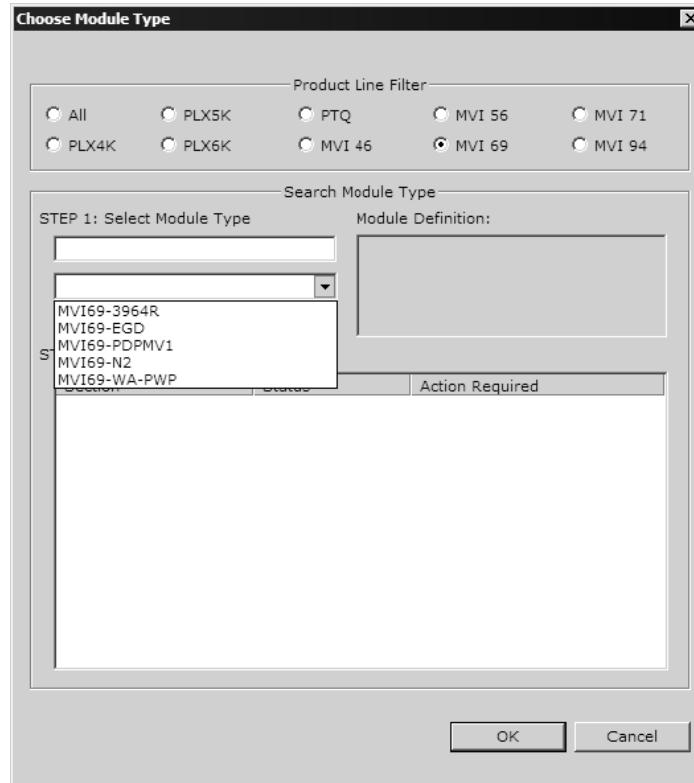 Choose Module Type
Product Line Filter
All PLX5K PTQ MVI 56 MVI 71
PLX4K PLX6K MVI 46 MVI 69 MVI 94
Search Module Type
STEP 1: Select Module Type Module Definition:
MVI69-3964R
MVI69-EGD
MVI69-PDPMV1
MVI69-N2
MVI69-WA-PWP
Section Status Action Required
OK Cancel